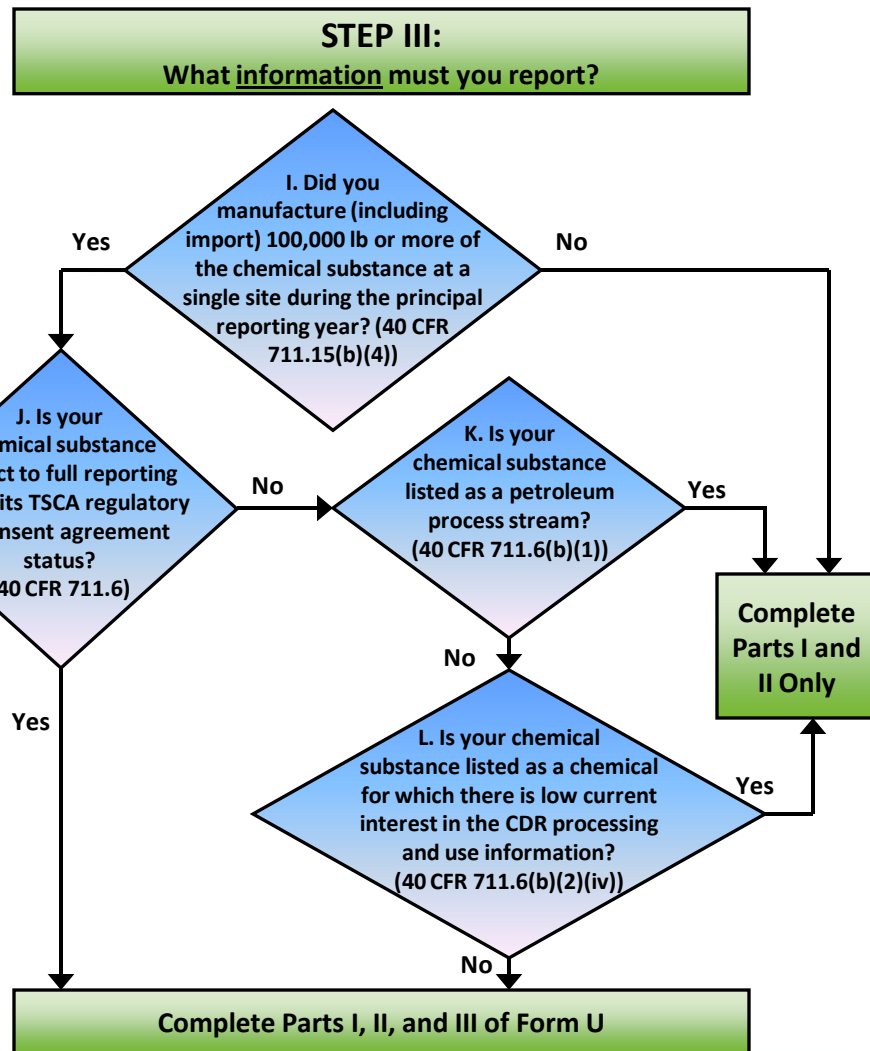 STEP III:
What information must you report?
I. Did you
manufacture (including
import) 100,000 lb or more of
the chemical substance at a
single site during the principal
reporting year? (40 CFR
711.15(b)(4))
Yes
No
J. Is your
mical substance
ct to full reporting
its TSCA regulatory
nsent agreement
status?
40 CFR 711.6)
No
K. Is your
chemical substance
listed as a petroleum
process stream?
(40 CFR 711.6(b)(1))
Yes
Complete
Parts I and
II Only
No
Yes
L. Is your chemical
substance listed as a chemical
for which there is low current
interest in the CDR processing
and use information?
(40 CFR 711.6(b)(2)(iv))
Yes
No
Complete Parts I, II, and III of Form U